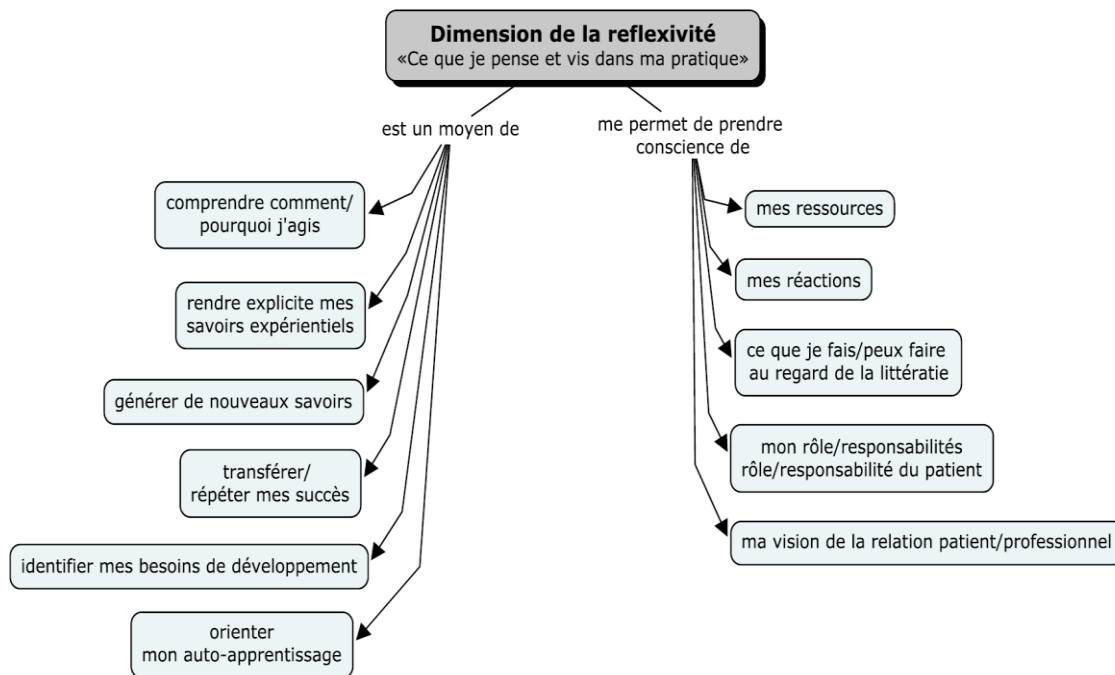 Dimension de la reflexivité
«Ce que je pense et vis dans ma pratique»
est un moyen de
comprendre comment/
pourquoi j'agis
rendre explicite mes
savoirs expérientiels
générer de nouveaux savoirs
transférer/
répéter mes succès
identifier mes besoins de développement
orienter
mon auto-apprentissage
me permet de prendre
conscience de
mes ressources
mes réactions
ce que je fais/peux faire
au regard de la littératie
mon rôle/responsabilités
rôle/responsabilité du patient
ma vision de la relation patient/professionnel